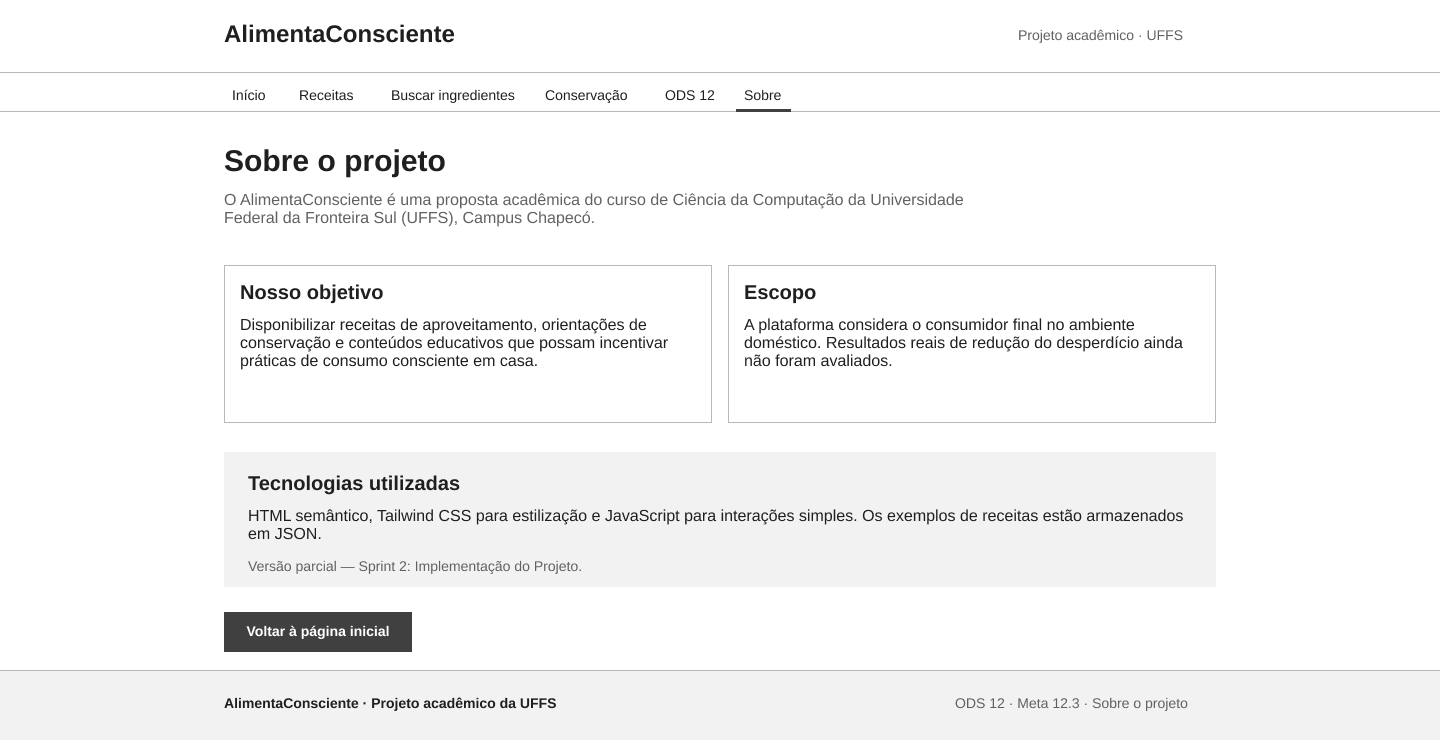 AlimentaConsciente
Projeto acadêmico · UFFS
Início
Receitas
Buscar ingredientes
Conservação
ODS 12
Sobre
Sobre o projeto
O AlimentaConsciente é uma proposta acadêmica do curso de Ciência da Computação da Universidade
Federal da Fronteira Sul (UFFS), Campus Chapecó.
Nosso objetivo
Disponibilizar receitas de aproveitamento, orientações de
conservação e conteúdos educativos que possam incentivar
práticas de consumo consciente em casa.
Escopo
A plataforma considera o consumidor final no ambiente
doméstico. Resultados reais de redução do desperdício ainda
não foram avaliados.
Tecnologias utilizadas
HTML semântico, Tailwind CSS para estilização e JavaScript para interações simples. Os exemplos de receitas estão armazenados
em JSON.
Versão parcial — Sprint 2: Implementação do Projeto.
Voltar à página inicial
AlimentaConsciente · Projeto acadêmico da UFFS
ODS 12 · Meta 12.3 · Sobre o projeto